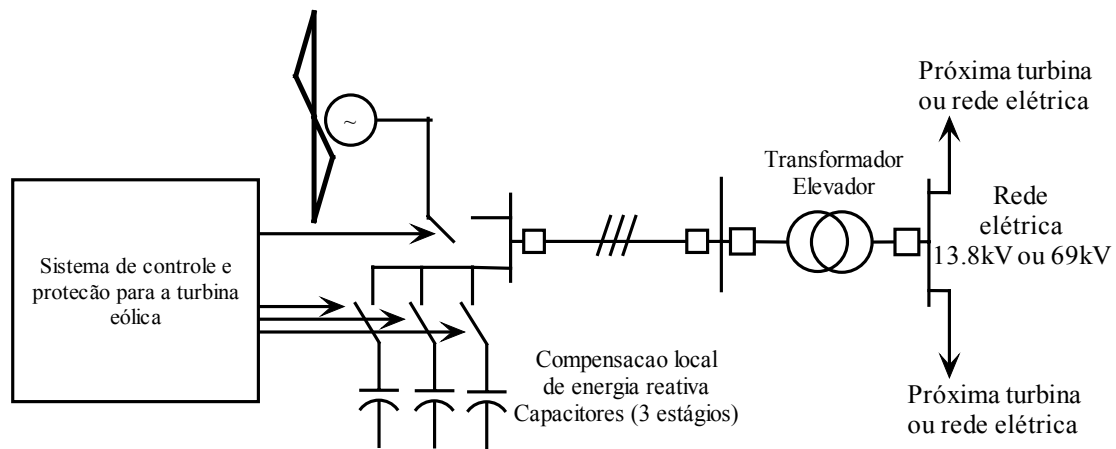 Próxima turbina
ou rede elétrica
~
Transformador
Elevador
Rede
elétrica
13.8kV ou 69kV
Sistema de controle e
protecão para a turbina
eólica
Compensacao local
de energia reativa
Capacitores (3 estágios)
Próxima turbina
ou rede elétrica